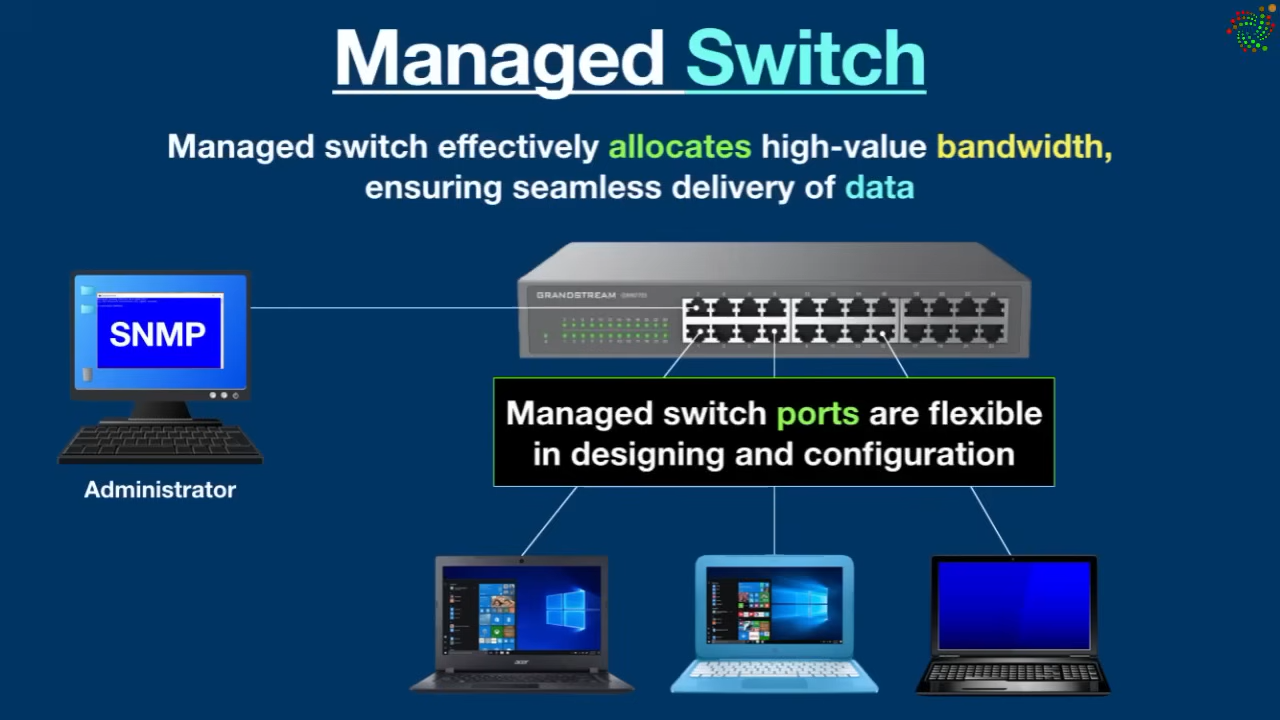 Managed Switch
Managed switch effectively allocates high-value bandwidth,
ensuring seamless delivery of data
GRANDSTREAM
SNMP
Managed switch ports are flexible
in designing and configuration
Administrator
acer